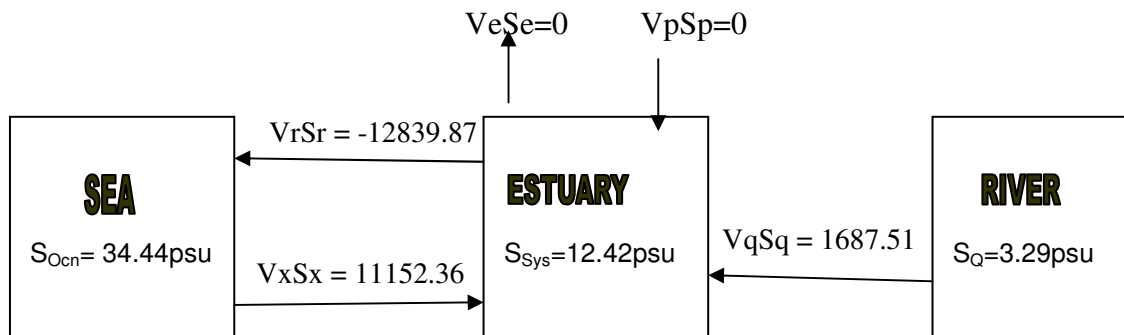 VeSe=0
VpSp=0
VrSr = -12839.87
SEA
ESTUARY
RIVER
VqSq = 1687.51
SOcn= 34.44psu
SSys=12.42psu
SQ=3.29psu
VxSx = 11152.36